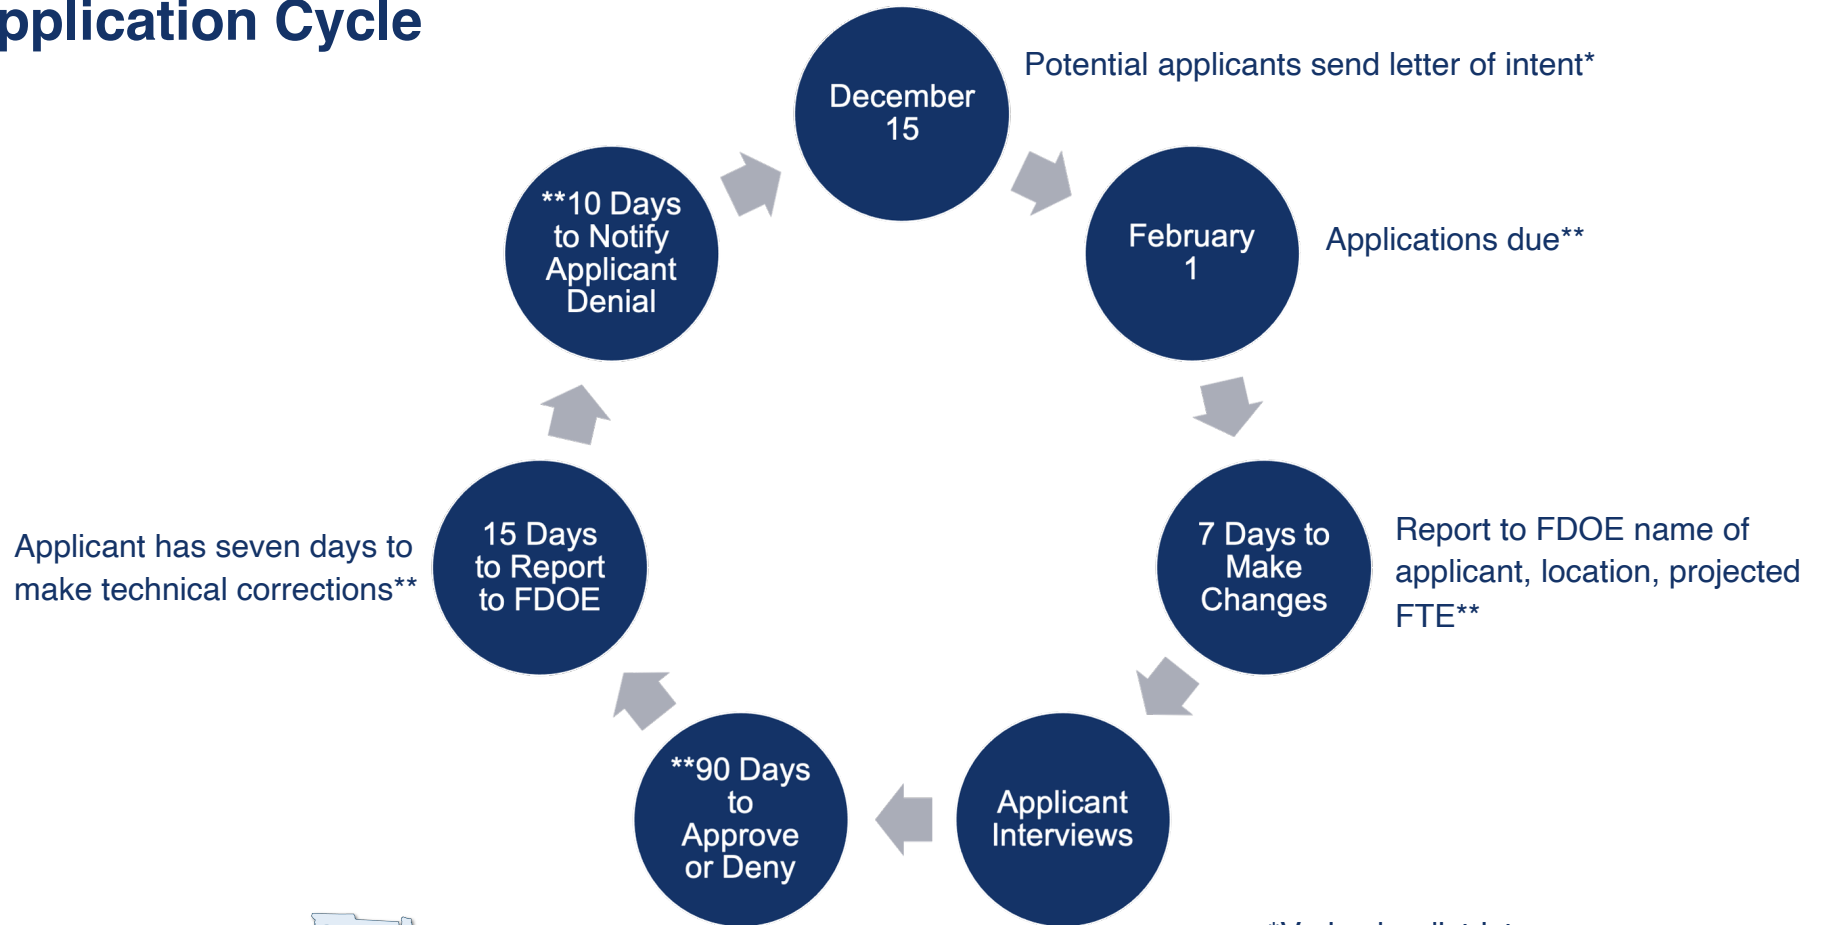 pplication Cycle
December
15
Potential applicants send letter of intent*
February
1
Applications due**
7 Days to
Make
Changes
Report to FDOE name of
applicant, location, projected
FTE**
Applicant
Interviews
**90 Days
to
Approve
or Deny
15 Days
to Report
to FDOE
Applicant has seven days to
make technical corrections**
**10 Days
to Notify
Applicant
Denial